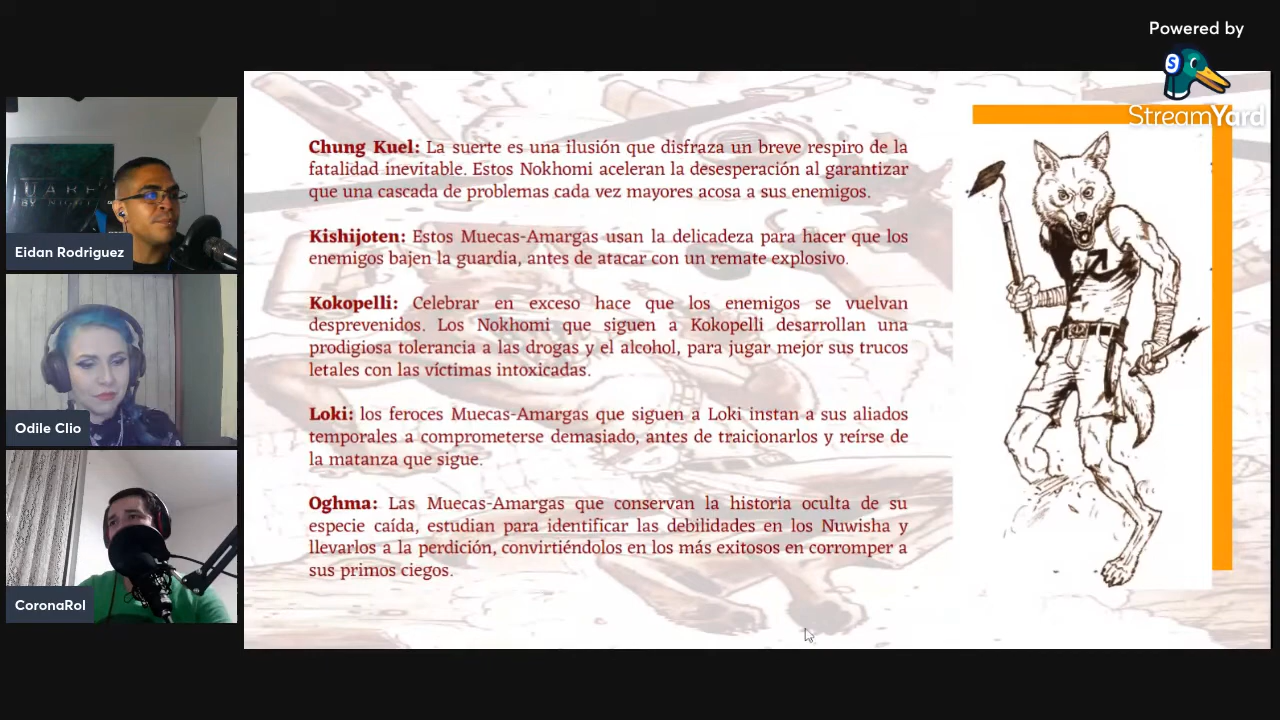 Powered by
StreamYard
Chung Kuel: La suerte es una ilusión que disfraza un breve respiro de la
fatalidad inevitable. Estos Nokhomi aceleran la desesperación al garantizar
que una cascada de problemas cada vez mayores acosa a sus enemigos.
Kishijoten: Estos Muecas-Amargas usan la delicadeza para hacer que los
enemigos bajen la guardia, antes de atacar con un remate explosivo.
Kokopelli: Celebrar en exceso hace que los enemigos se vuelvan
desprevenidos. Los Nokhomi que siguen a Kokopelli desarrollan una
prodigiosa tolerancia a las drogas y el alcohol, para jugar mejor sus trucos
letales con las víctimas intoxicadas.
Loki: los feroces Muecas-Amargas que siguen a Loki instan a sus aliados
temporales a comprometerse demasiado, antes de traicionarlos y reírse de
la matanza que sigue.
Oghma: Las Muecas-Amargas que conservan la historia oculta de su
especie caída, estudian para identificar las debilidades en los Nuwisha y
llevarlos a la perdición, convirtiéndolos en los más exitosos en corromper a
sus primos ciegos.
Eidan Rodriguez
Odile Clio
CoronaRol